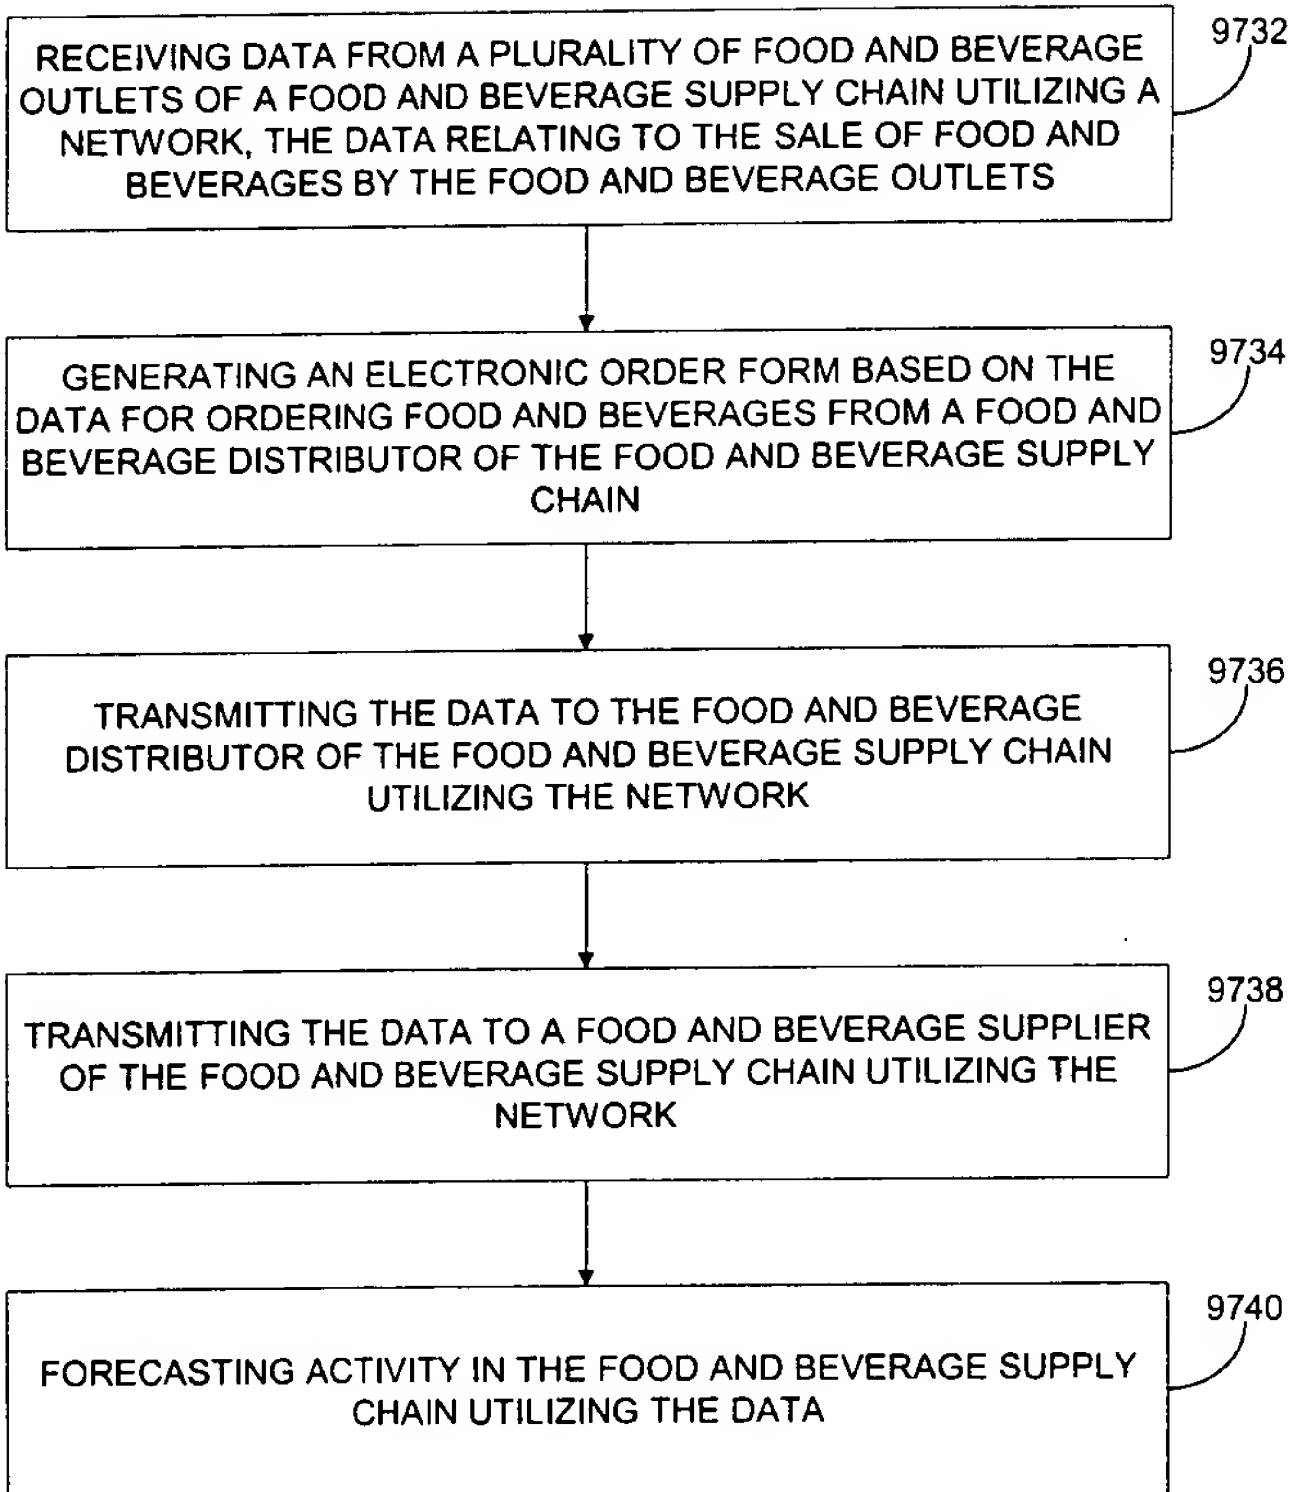 9732
RECEIVING DATA FROM A PLURALITY OF FOOD AND BEVERAGE
OUTLETS OF A FOOD AND BEVERAGE SUPPLY CHAIN UTILIZING A
NETWORK, THE DATA RELATING TO THE SALE OF FOOD AND
BEVERAGES BY THE FOOD AND BEVERAGE OUTLETS
9734
GENERATING AN ELECTRONIC ORDER FORM BASED ON THE
DATA FOR ORDERING FOOD AND BEVERAGES FROM A FOOD AND
BEVERAGE DISTRIBUTOR OF THE FOOD AND BEVERAGE SUPPLY
CHAIN
9736
TRANSMITTING THE DATA TO THE FOOD AND BEVERAGE
DISTRIBUTOR OF THE FOOD AND BEVERAGE SUPPLY CHAIN
UTILIZING THE NETWORK
9738
TRANSMITTING THE DATA TO A FOOD AND BEVERAGE SUPPLIER
OF THE FOOD AND BEVERAGE SUPPLY CHAIN UTILIZING THE
NETWORK
9740
FORECASTING ACTIVITY IN THE FOOD AND BEVERAGE SUPPLY
CHAIN UTILIZING THE DATA